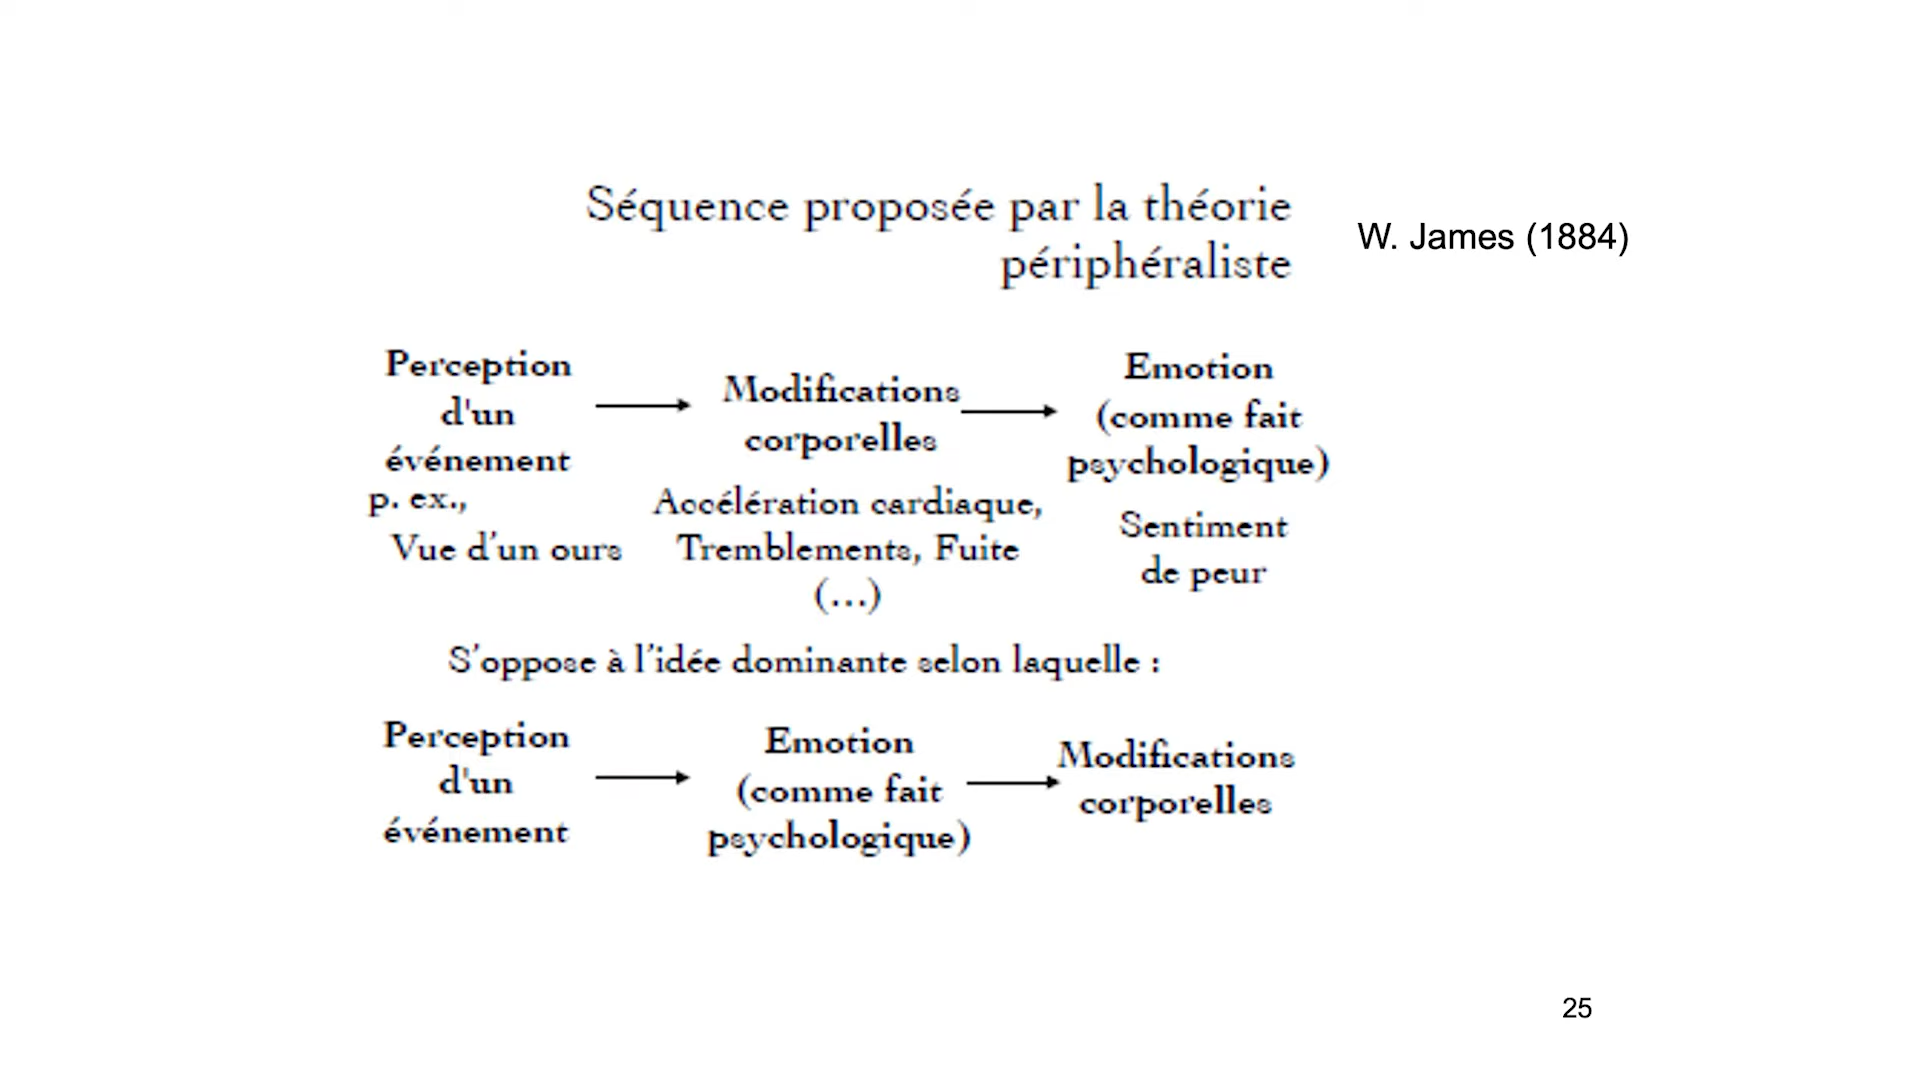 Séquence proposée par la théorie
périphéraliste
W. James (1884)
Perception
d'un
événement
Modifications
corporelles
Emotion
(comme fait
psychologique)
p. ex.,
Vue d'un ours
Accélération cardiaque,
Tremblements, Fuite
(...)
Sentiment
de peur
S'oppose à l'idée dominante selon laquelle :
Perception
d'un
événement
Emotion
(comme fait
psychologique)
Modifications
corporelles
25